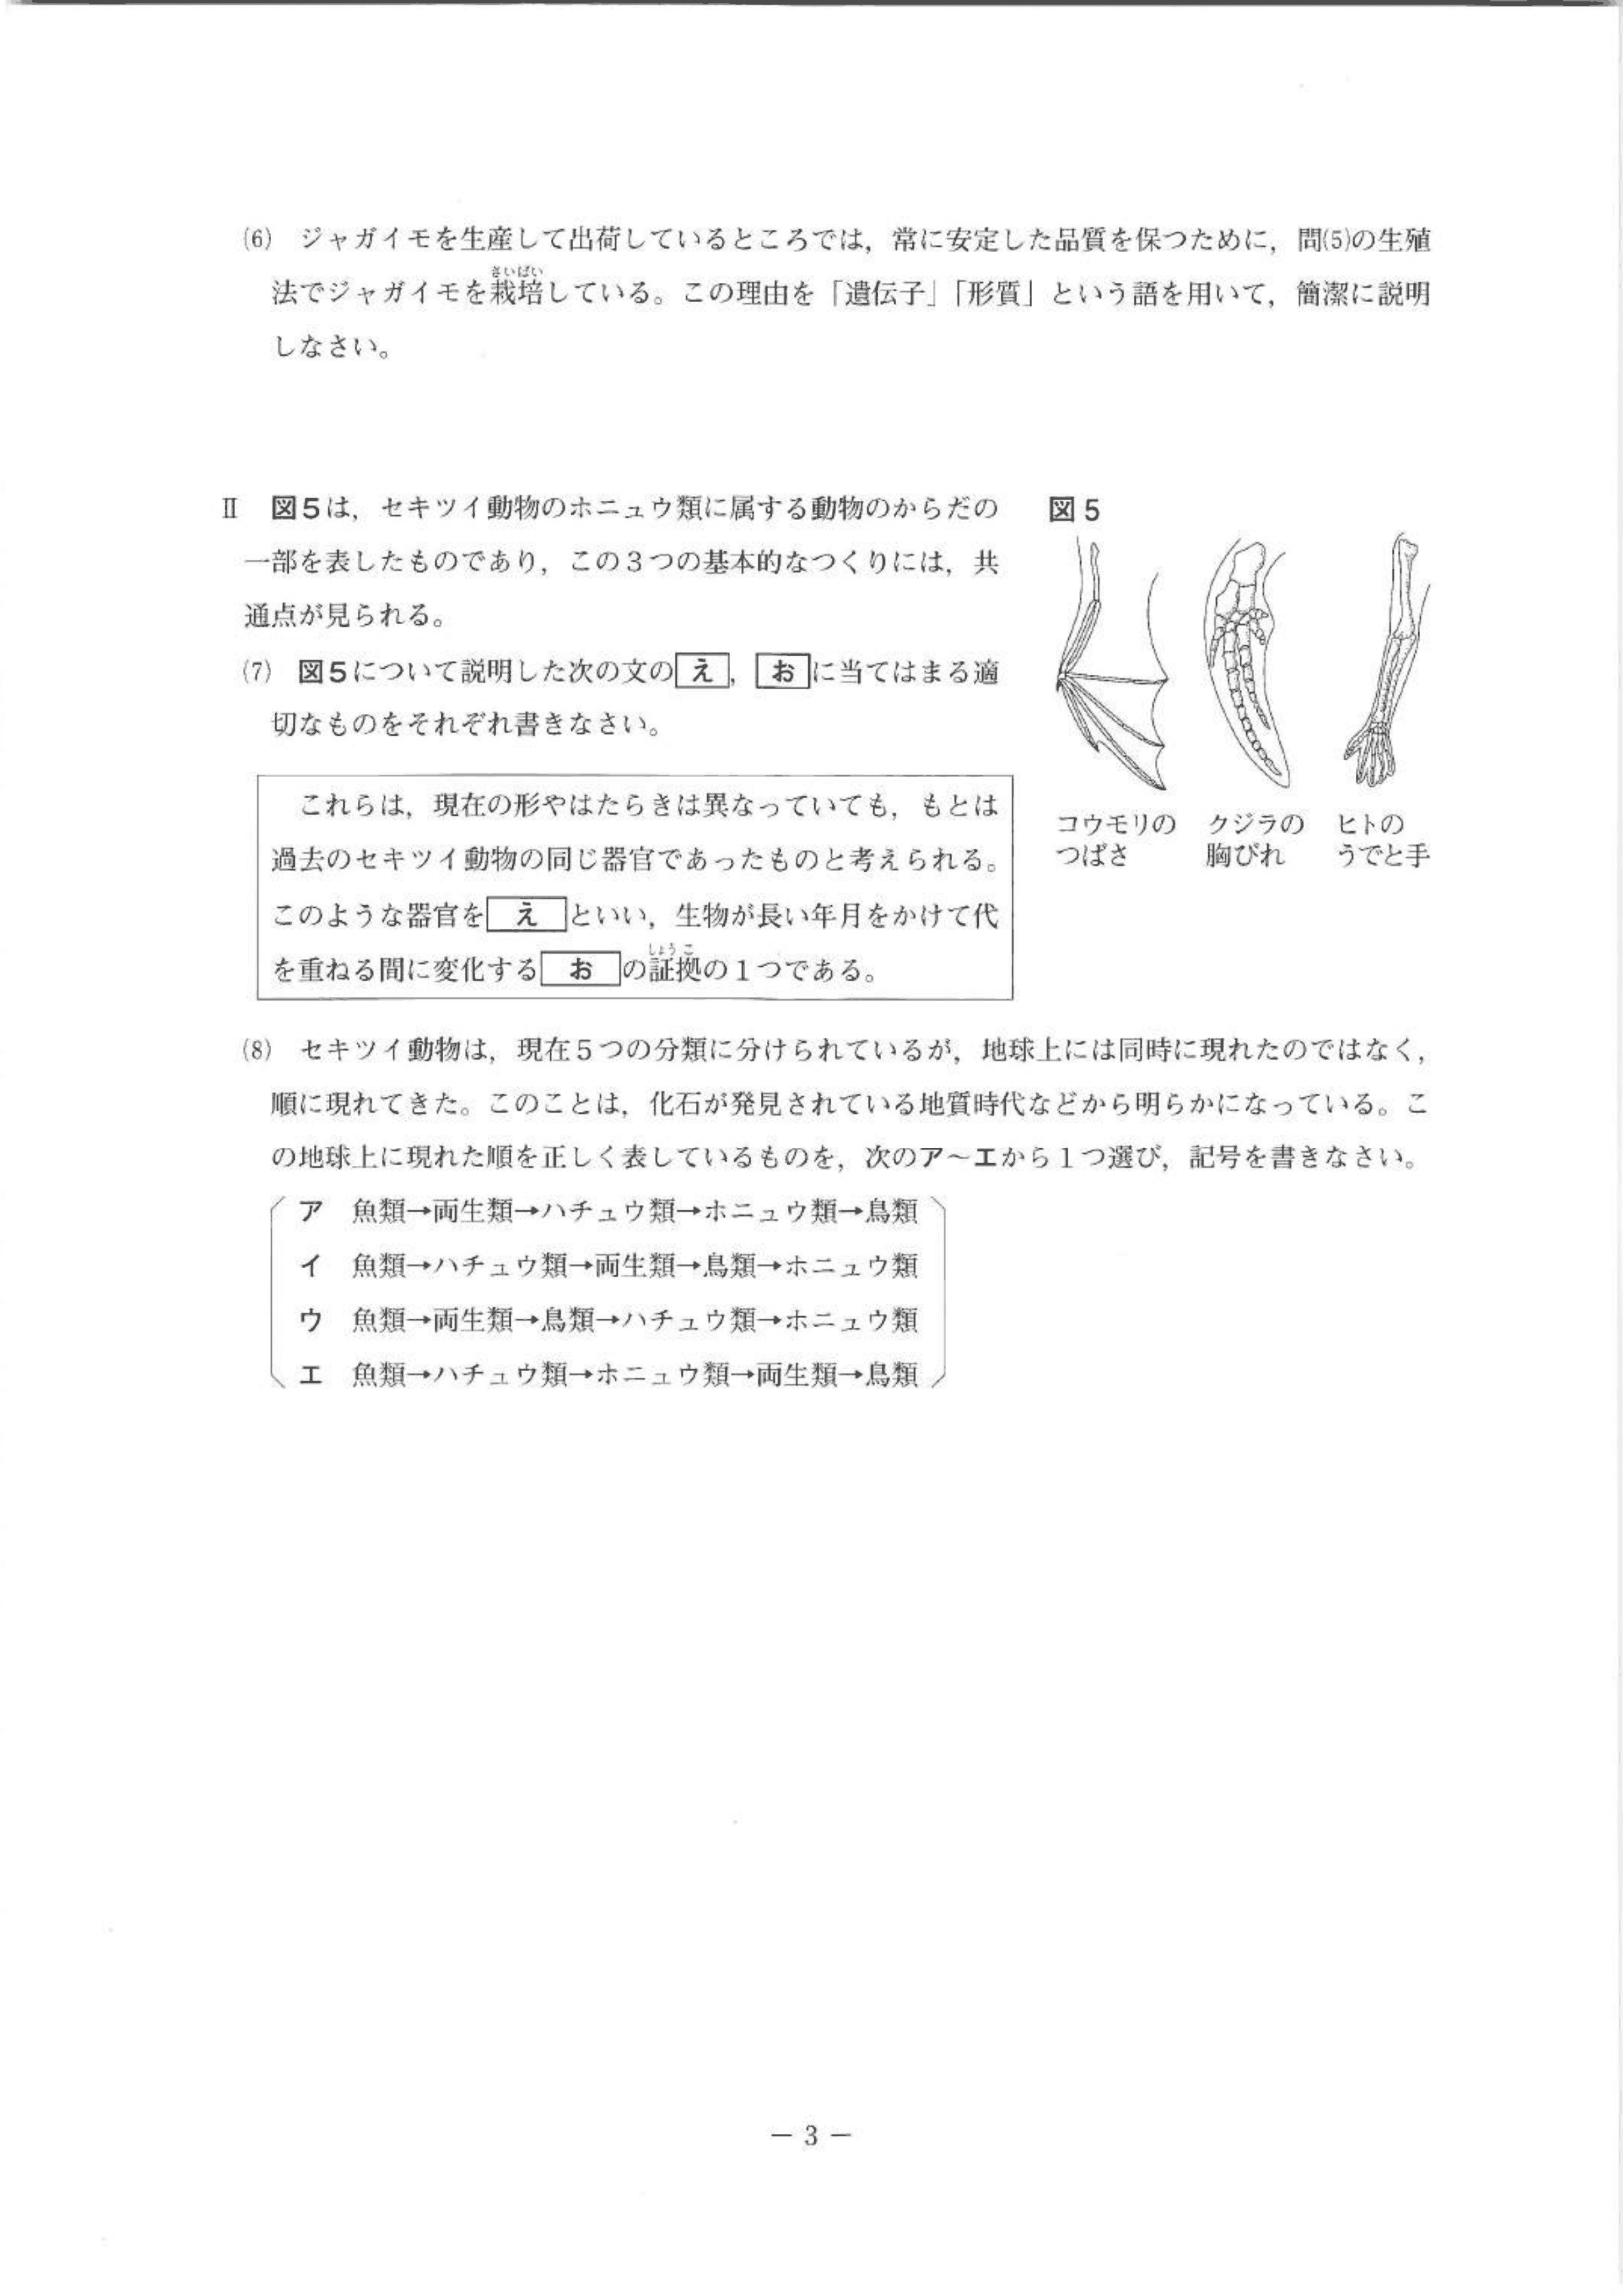 (6) ジャガイモを生産して出荷しているところでは，常に安定した品質を保つために，問(5)の生殖
さいばい
法でジャガイモを栽培している。この理由を「遺伝子」「形質」という語を用いて，簡潔に説明
しなさい。
Ⅱ 図5は，セキツイ動物のホニュウ類に属する動物のからだの
一部を表したものであり，この3つの基本的なつくりには，共
通点が見られる。
(7) 図5について説明した次の文の え ， お に当てはまる適
切なものをそれぞれ書きなさい。
これらは，現在の形やはたらきは異なっていても，もとは
過去のセキツイ動物の同じ器官であったものと考えられる。
このような器官を え といい，生物が長い年月をかけて代
しょうこ
を重ねる間に変化する お の証拠の1つである。
図5
コウモリの
つばさ
クジラの
胸びれ
ヒトの
うでと手
(8) セキツイ動物は，現在5つの分類に分けられているが，地球上には同時に現れたのではなく，
順に現れてきた。このことは，化石が発見されている地質時代などから明らかになっている。こ
の地球上に現れた順を正しく表しているものを，次のア～エから1つ選び，記号を書きなさい。
ア 魚類→両生類→ハチュウ類→ホニュウ類→鳥類
イ 魚類→ハチュウ類→両生類→鳥類→ホニュウ類
ウ 魚類→両生類→鳥類→ハチュウ類→ホニュウ類
エ 魚類→ハチュウ類→ホニュウ類→両生類→鳥類
－ 3 －